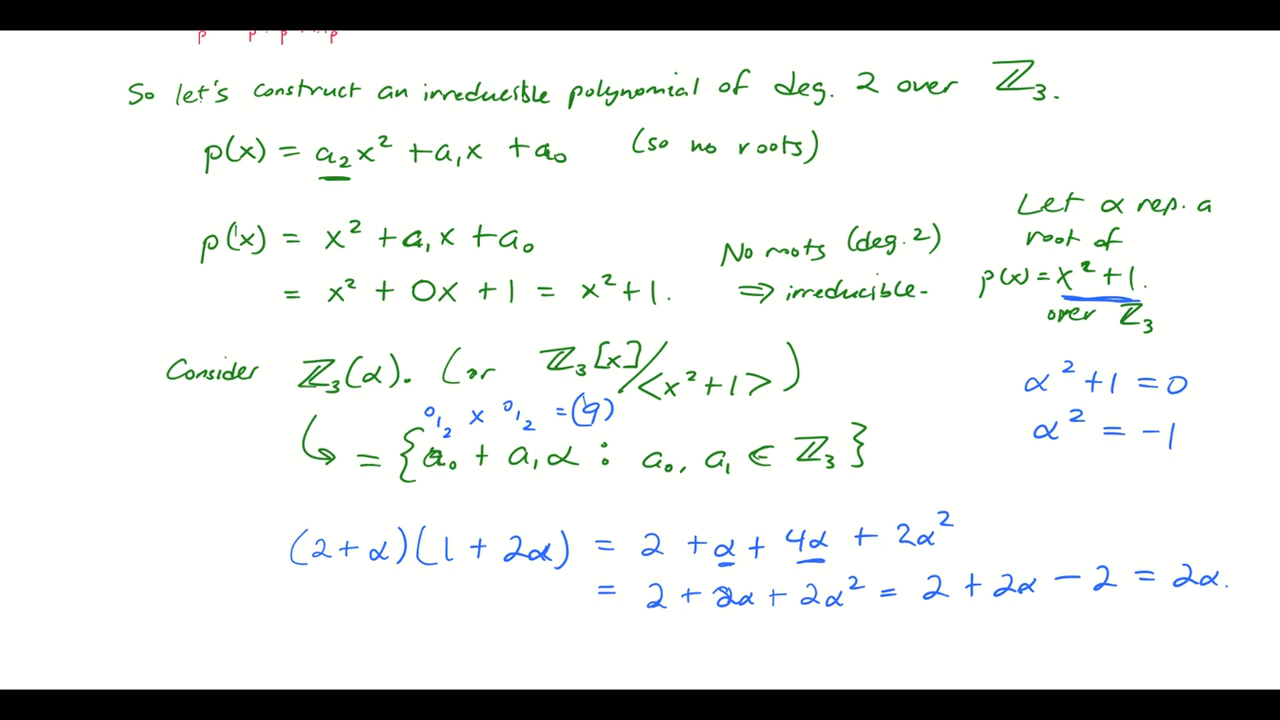 So let's construct an irreducible polynomial of deg. 2 over ℤ₃.
p(x) = a₂x² + a₁x + a₀ (so no roots)
p(x) = x² + a₁x + a₀
= x² + 0x + 1 = x² + 1.
No roots (deg. 2)
⇒ irreducible.
Let α rep. a
root of
p(x) = x² + 1.
over ℤ₃
Consider ℤ₃(α). (or ℤ₃[x]/<x² + 1>)
0/1/2 × 0/1/2 = (9)
↳ = {a₀ + a₁α : a₀, a₁ ∈ ℤ₃}
α² + 1 = 0
α² = -1
(2 + α)(1 + 2α) = 2 + α + 4α + 2α²
= 2 + 2α + 2α² = 2 + 2α - 2 = 2α.